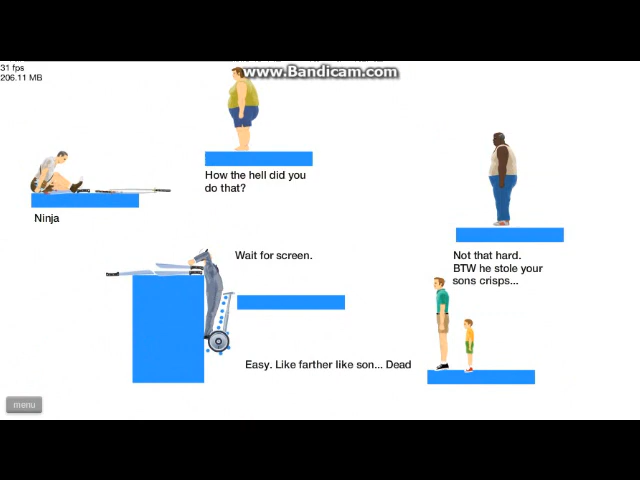 www.Bandicam.com
31 fps
206.11 MB
How the hell did you
do that?
Ninja
Wait for screen.
Not that hard.
BTW he stole your
sons crisps...
Easy. Like farther like son... Dead
menu